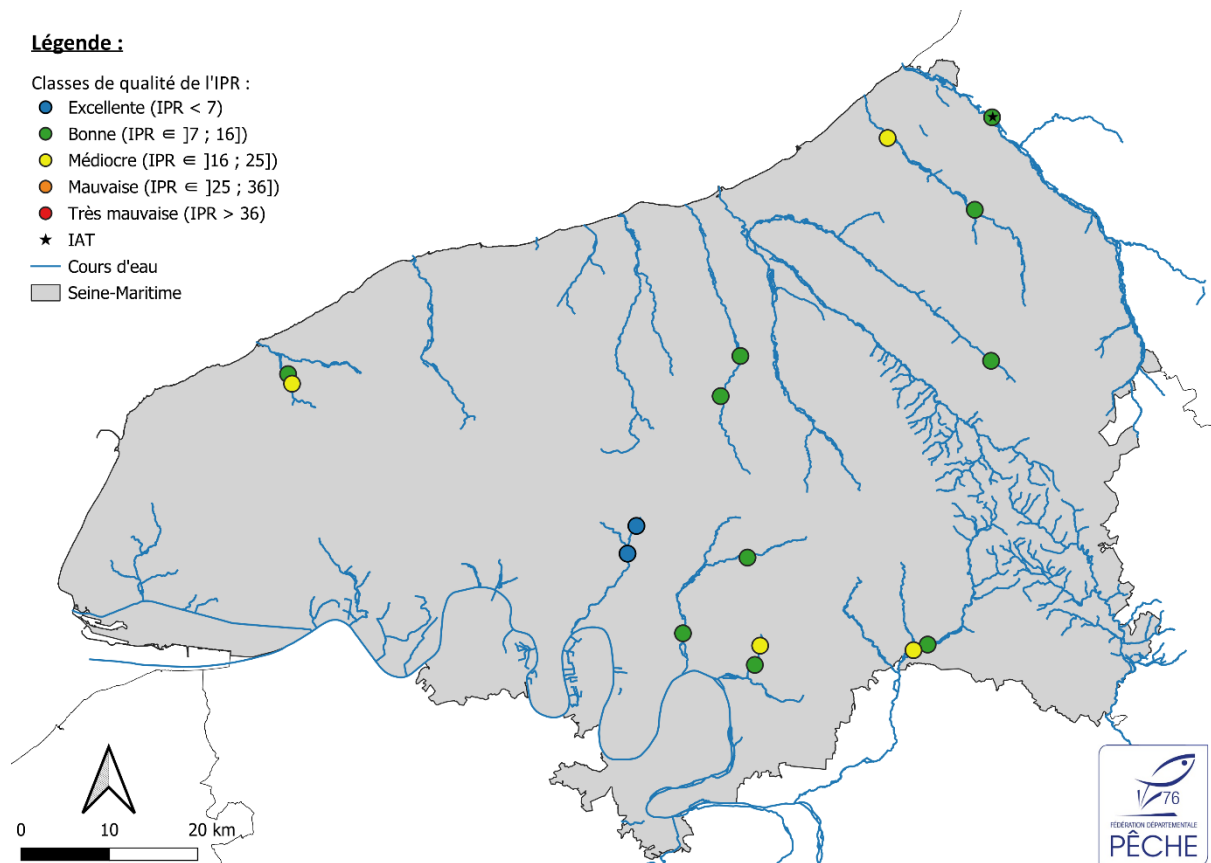 Légende :
Classes de qualité de l'IPR :
Excellente (IPR < 7)
Bonne (IPR ∈ ]7 ; 16])
Médiocre (IPR ∈ ]16 ; 25])
Mauvaise (IPR ∈ ]25 ; 36])
Très mauvaise (IPR > 36)
IAT
Cours d'eau
Seine-Maritime
0 10 20 km
76
FÉDÉRATION DÉPARTEMENTALE
PÊCHE